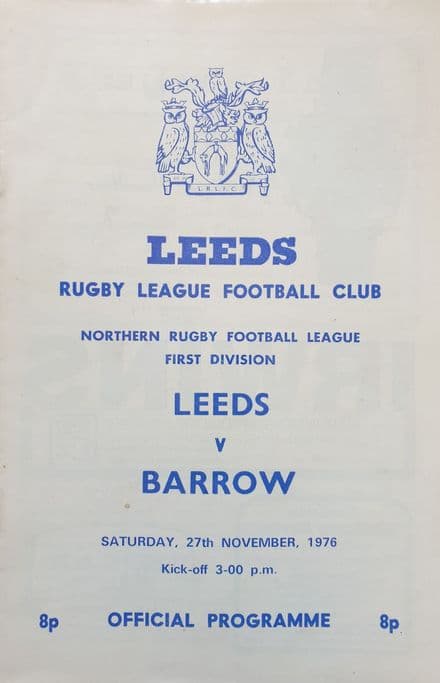 L.R.L.F.C.
LEEDS
RUGBY LEAGUE FOOTBALL CLUB
NORTHERN RUGBY FOOTBALL LEAGUE
FIRST DIVISION
LEEDS
V
BARROW
SATURDAY, 27th NOVEMBER, 1976
Kick-off 3-00 p.m.
8p OFFICIAL PROGRAMME 8p